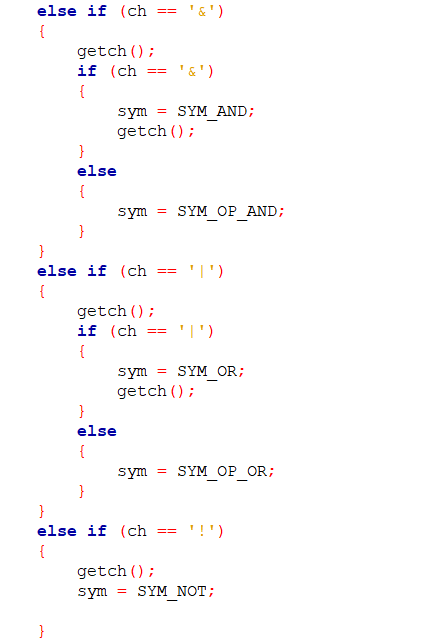 else if (ch == '&')
{
getch();
if (ch == '&')
{
sym = SYM_AND;
getch();
}
else
{
sym = SYM_OP_AND;
}
}
else if (ch == '|')
{
getch();
if (ch == '|')
{
sym = SYM_OR;
getch();
}
else
{
sym = SYM_OP_OR;
}
}
else if (ch == '!')
{
getch();
sym = SYM_NOT;
}